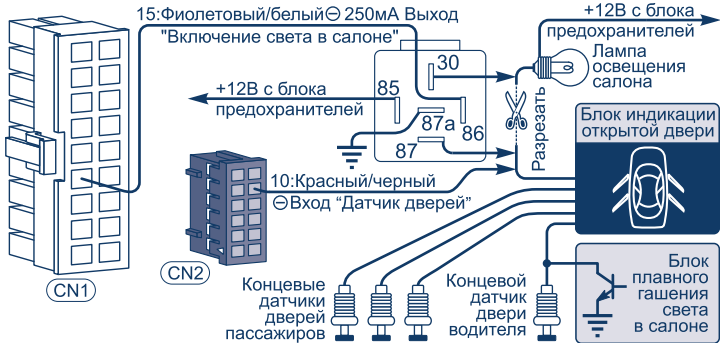 15:Фиолетовый/белый⊖ 250мА Выход
"Включение света в салоне"
+12В с блока
предохранителей
Лампа
освещения
салона
30
+12В с блока
предохранителей
85
87а
86
87
Разрезать
Блок индикации
открытой двери
10:Красный/черный
⊖Вход “Датчик дверей”
CN1
CN2
Концевые
датчики
дверей
пассажиров
Концевой
датчик
двери
водителя
Блок
плавного
гашения
света
в салоне